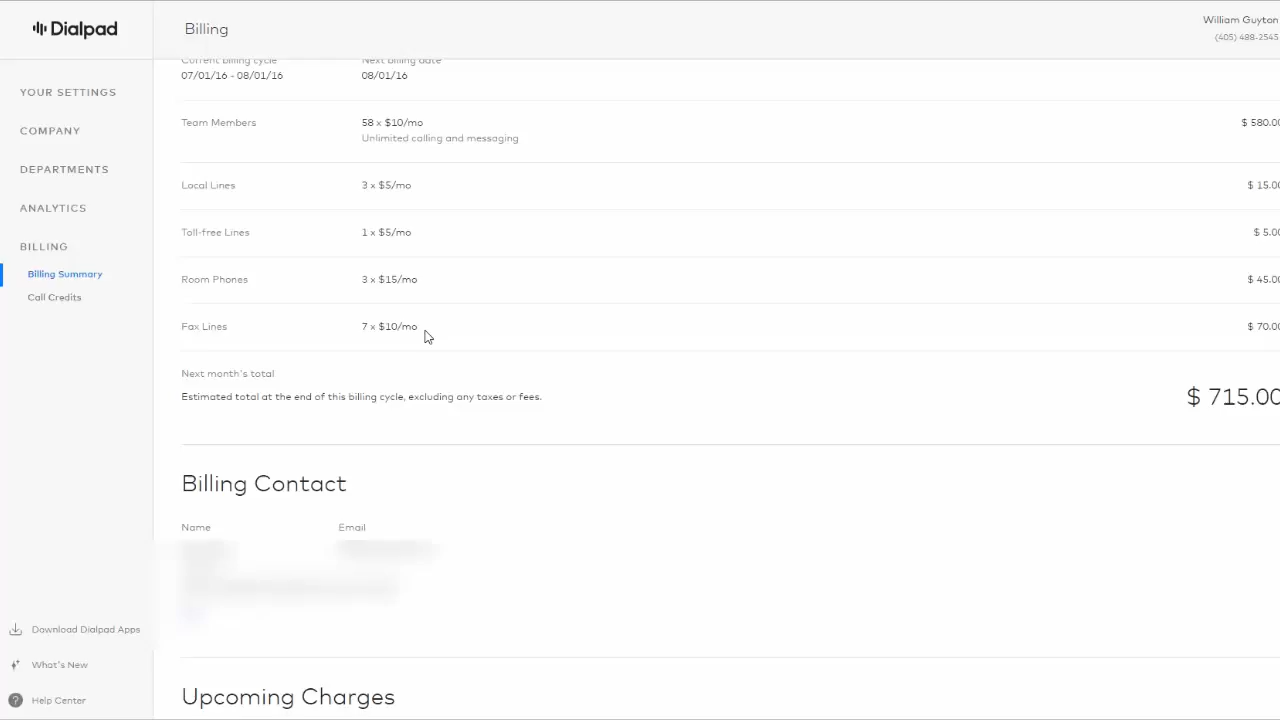 Dialpad
Billing
William Guyton
(405) 488-2545
YOUR SETTINGS
COMPANY
DEPARTMENTS
ANALYTICS
BILLING
Billing Summary
Call Credits
Download Dialpad Apps
What's New
Help Center
Current billing cycle Next billing date
07/01/16 - 08/01/16 08/01/16
Team Members 58 x $10/mo $ 580.00
Unlimited calling and messaging
Local Lines 3 x $5/mo $ 15.00
Toll-free Lines 1 x $5/mo $ 5.00
Room Phones 3 x $15/mo $ 45.00
Fax Lines 7 x $10/mo $ 70.00
Next month's total
Estimated total at the end of this billing cycle, excluding any taxes or fees. $ 715.00
Billing Contact
Name Email
Upcoming Charges